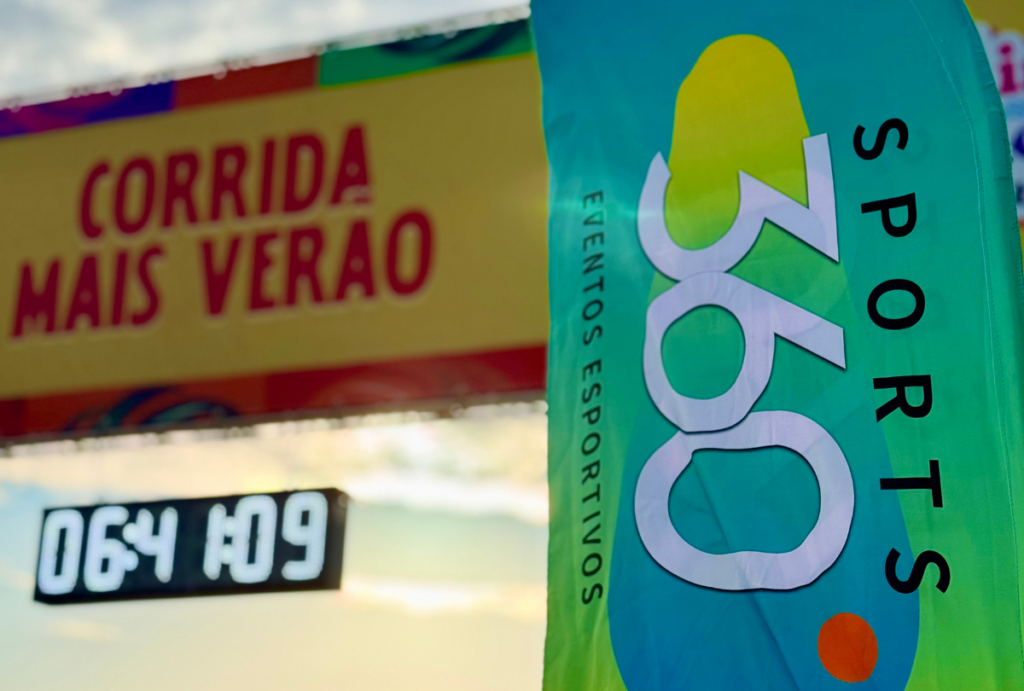 CORRIDA
MAIS VERÃO
06:41:09
SPORTS
360
EVENTOS ESPORTIVOS